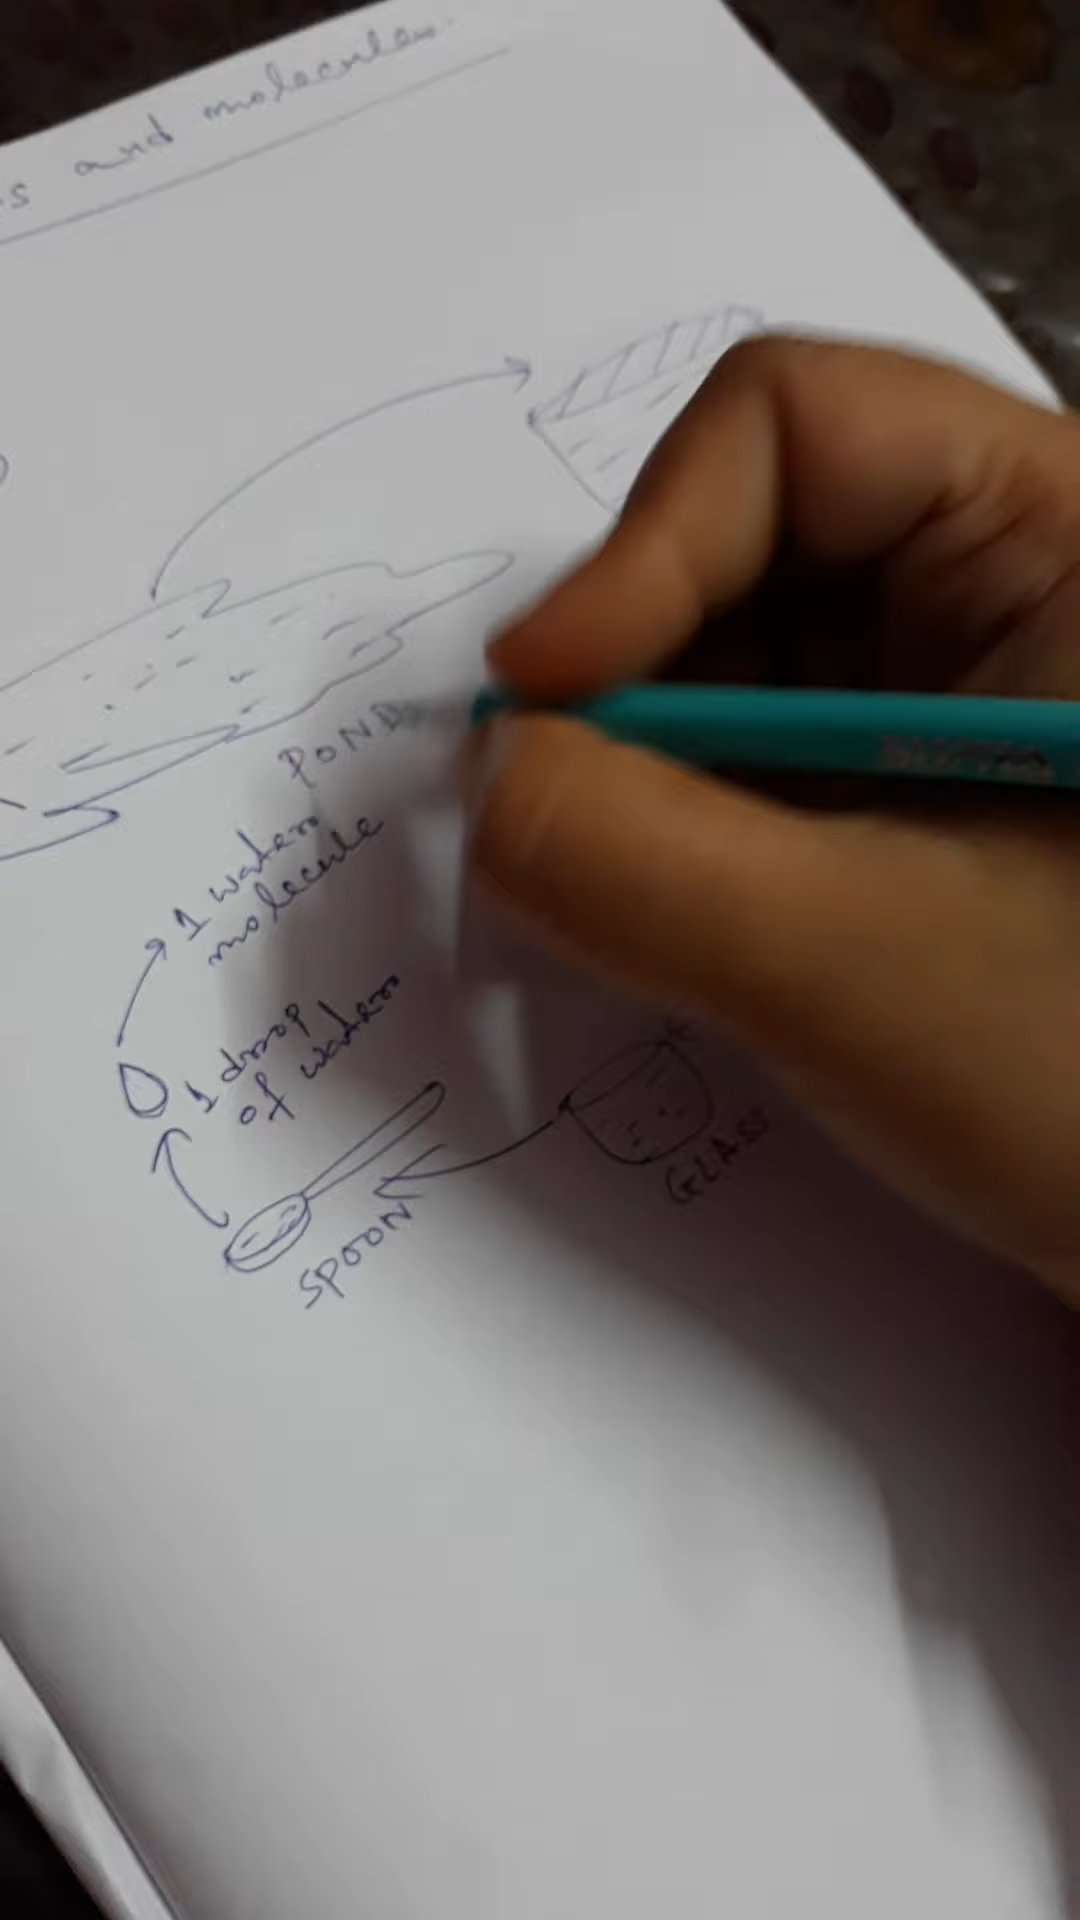 s and molecules.
POND
1 water
molecule
1 drop
of water
GLASS
SPOON